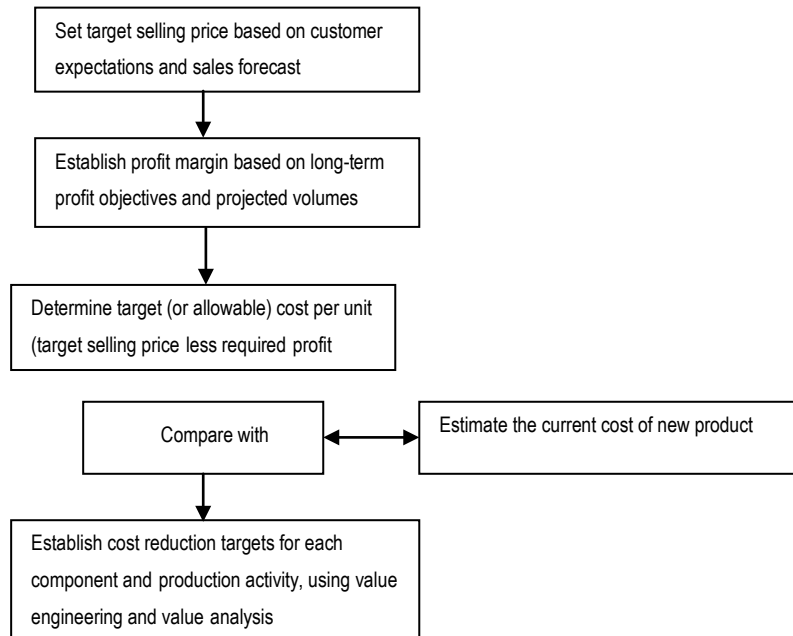 Set target selling price based on customer
expectations and sales forecast
Establish profit margin based on long-term
profit objectives and projected volumes
Determine target (or allowable) cost per unit
(target selling price less required profit
Compare with
Estimate the current cost of new product
Establish cost reduction targets for each
component and production activity, using value
engineering and value analysis